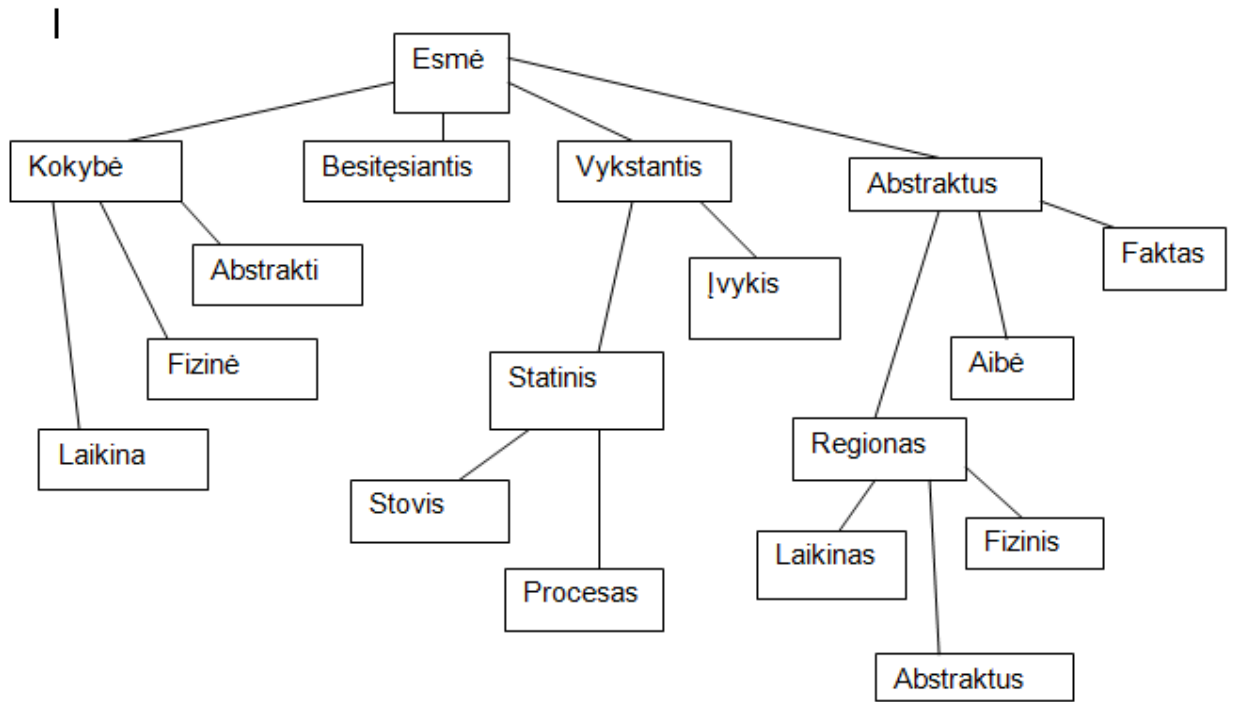 Esmė
Kokybė
Besitęsiantis
Vykstantis
Abstraktus
Abstrakti
Įvykis
Faktas
Fizinė
Statinis
Aibė
Laikina
Regionas
Stovis
Laikinas
Fizinis
Procesas
Abstraktus